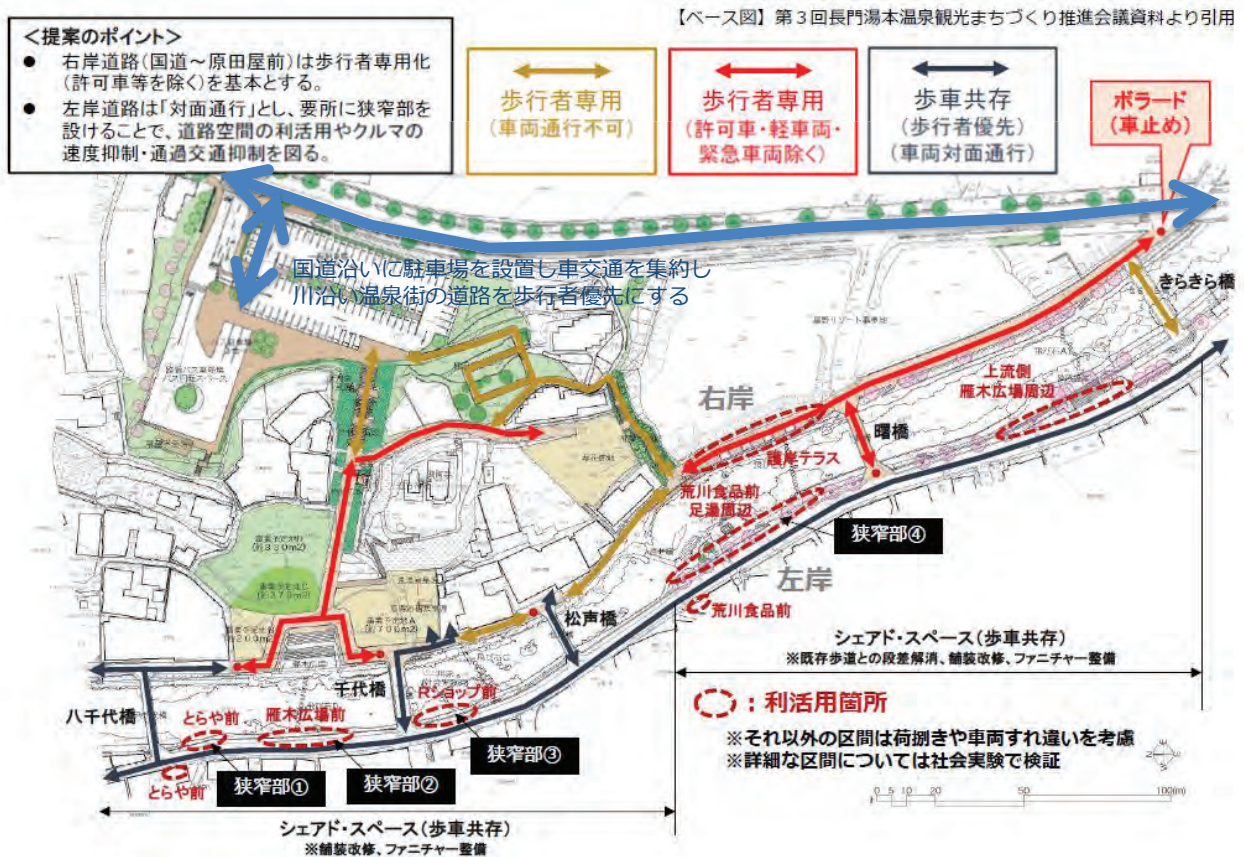 【ベース図】第3回長門湯本温泉観光まちづくり推進会議資料より引用
＜提案のポイント＞
● 右岸道路(国道～原田屋前)は歩行者専用化
(許可車等を除く)を基本とする。
● 左岸道路は「対面通行」とし、要所に狭窄部を
設けることで、道路空間の利活用やクルマの
速度抑制・通過交通抑制を図る。
歩行者専用
(車両通行不可)
歩行者専用
(許可車・軽車両・
緊急車両除く)
歩車共存
(歩行者優先)
(車両対面通行)
ボラード
(車止め)
国道沿いに駐車場を設置し車交通を集約し
川沿い温泉街の道路を歩行者優先にする
きらきら橋
上流側
雁木広場周辺
右岸
曙橋
護岸テラス
荒川食品前
足湯周辺
狭窄部④
左岸
荒川食品前
松声橋
シェアド・スペース(歩車共存)
※既存歩道との段差解消、舗装改修、ファニチャー整備
千代橋
Rショップ前
八千代橋
とらや前
雁木広場前
狭窄部③
とらや前
狭窄部①
狭窄部②
：利活用箇所
※それ以外の区間は荷捌きや車両すれ違いを考慮
※詳細な区間については社会実験で検証
0 5 10 20 50 100(m)
シェアド・スペース(歩車共存)
※舗装改修、ファニチャー整備